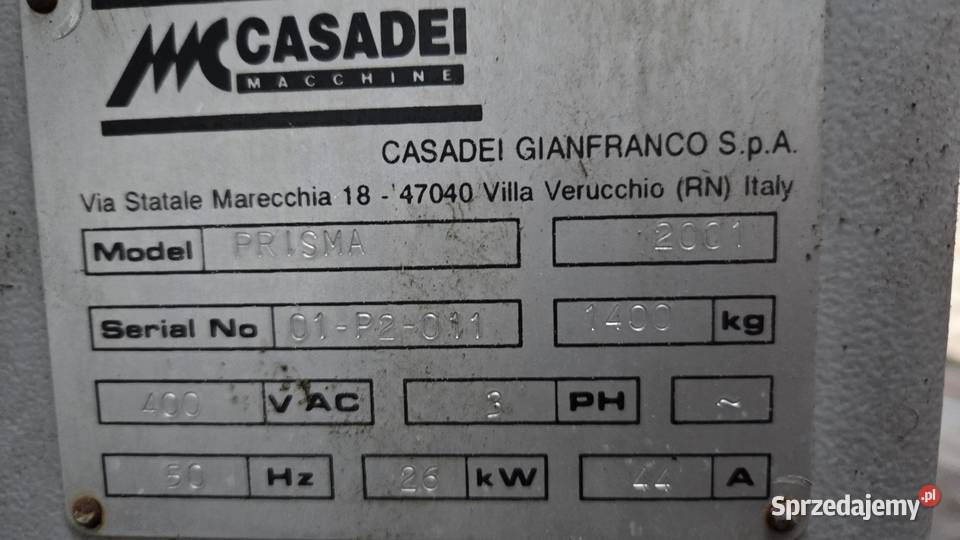 CASADEI
MACCHINE
CASADEI GIANFRANCO S.p.A.
Via Statale Marecchia 18 - 47040 Villa Verucchio (RN) Italy
Model PRISMA 2001
Serial No 01-P2-011 1400 kg
400 V AC 3 PH ~
50 Hz 26 kW 44 A
Sprzedajemy.pl